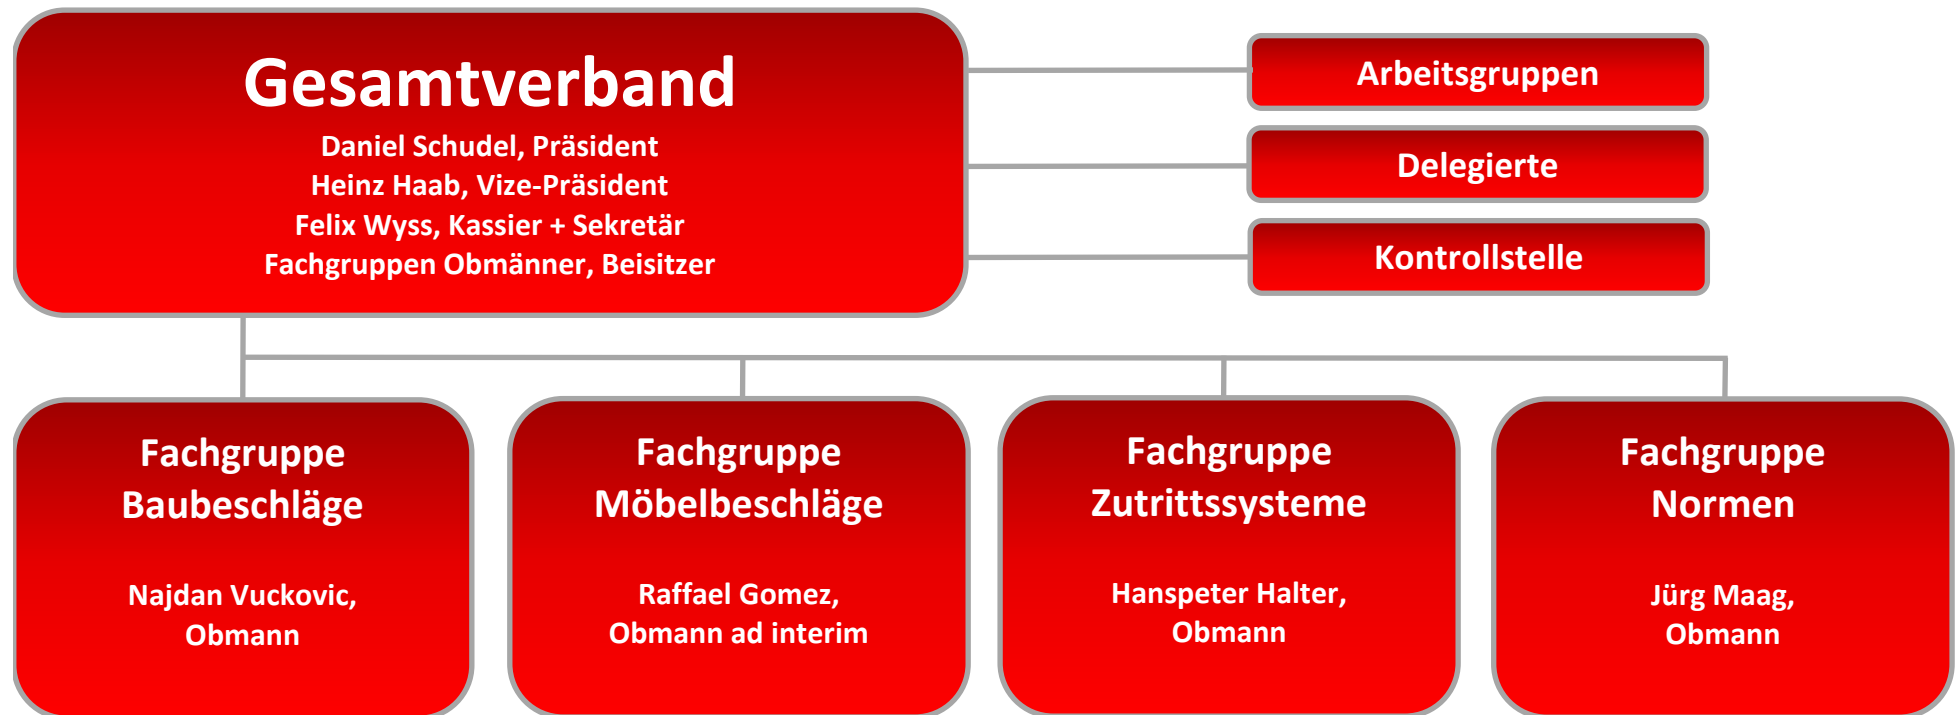 Gesamtverband
Daniel Schudel, Präsident
Heinz Haab, Vize-Präsident
Felix Wyss, Kassier + Sekretär
Fachgruppen Obmänner, Beisitzer
Arbeitsgruppen
Delegierte
Kontrollstelle
Fachgruppe
Baubeschläge
Najdan Vuckovic,
Obmann
Fachgruppe
Möbelbeschläge
Raffael Gomez,
Obmann ad interim
Fachgruppe
Zutrittssysteme
Hanspeter Halter,
Obmann
Fachgruppe
Normen
Jürg Maag,
Obmann